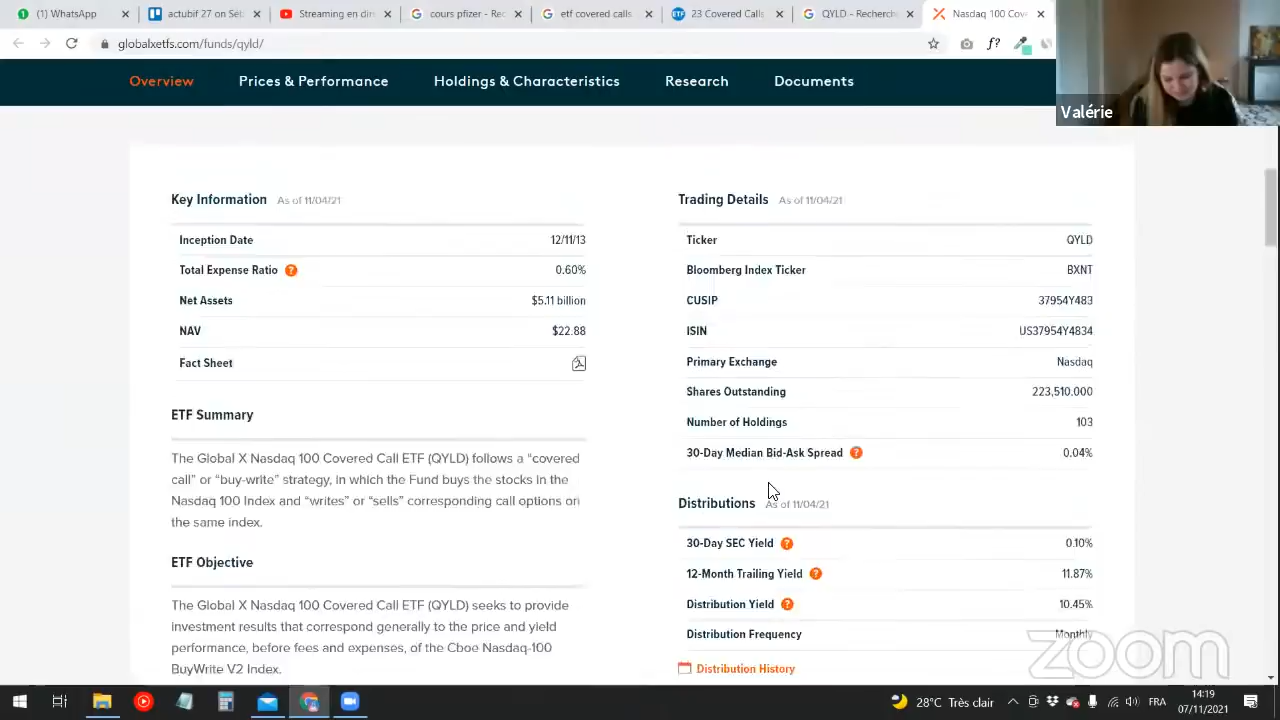 (1) WhatsApp
actubif 27 on Se
Streaming en di
cours pfizer - Rec
etf covered calls
23 Covered Calls
QYLD - Recherche
Nasdaq 100 Cov
globalxetfs.com/funds/qyld/
f?
Overview
Prices & Performance
Holdings & Characteristics
Research
Documents
Valérie
Key Information As of 11/04/21
Inception Date 12/11/13
Total Expense Ratio ? 0.60%
Net Assets $5.11 billion
NAV $22.88
Fact Sheet
ETF Summary
The Global X Nasdaq 100 Covered Call ETF (QYLD) follows a “covered
call” or “buy-write” strategy, in which the Fund buys the stocks in the
Nasdaq 100 Index and “writes” or “sells” corresponding call options on
the same index.
ETF Objective
The Global X Nasdaq 100 Covered Call ETF (QYLD) seeks to provide
investment results that correspond generally to the price and yield
performance, before fees and expenses, of the Cboe Nasdaq-100
BuyWrite V2 Index.
Trading Details As of 11/04/21
Ticker QYLD
Bloomberg Index Ticker BXNT
CUSIP 37954Y483
ISIN US37954Y4834
Primary Exchange Nasdaq
Shares Outstanding 223,510.000
Number of Holdings 103
30-Day Median Bid-Ask Spread ? 0.04%
Distributions As of 11/04/21
30-Day SEC Yield ? 0.10%
12-Month Trailing Yield ? 11.87%
Distribution Yield ? 10.45%
Distribution Frequency Monthly
Distribution History
zoom
28°C Très clair
FRA
14:19
07/11/2021